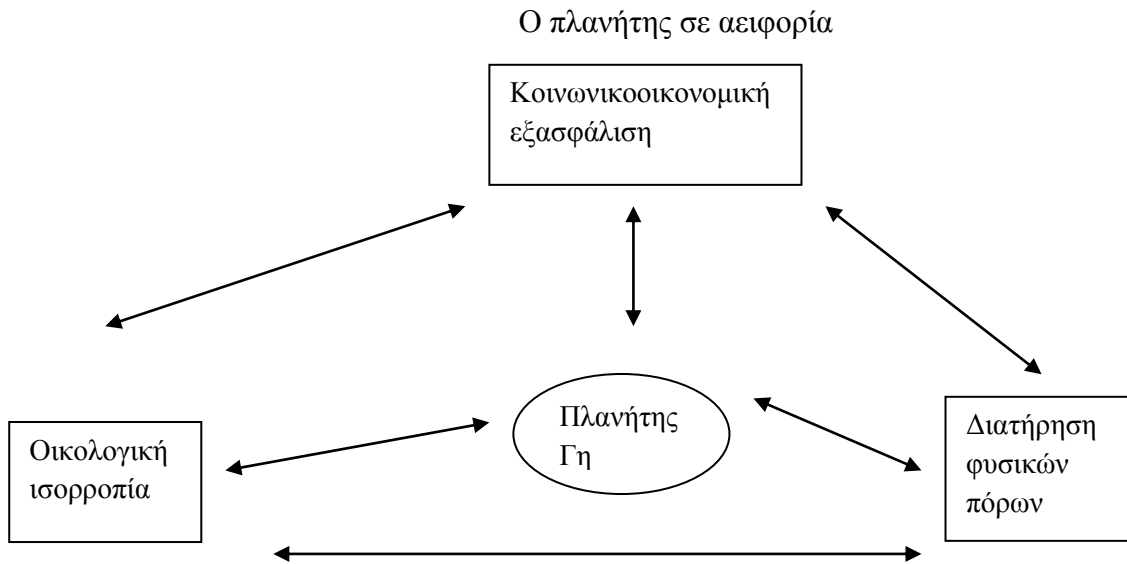 Ο πλανήτης σε αειφορία
Κοινωνικοοικονομική
εξασφάλιση
Πλανήτης
Γη
Οικολογική
ισορροπία
Διατήρηση
φυσικών
πόρων